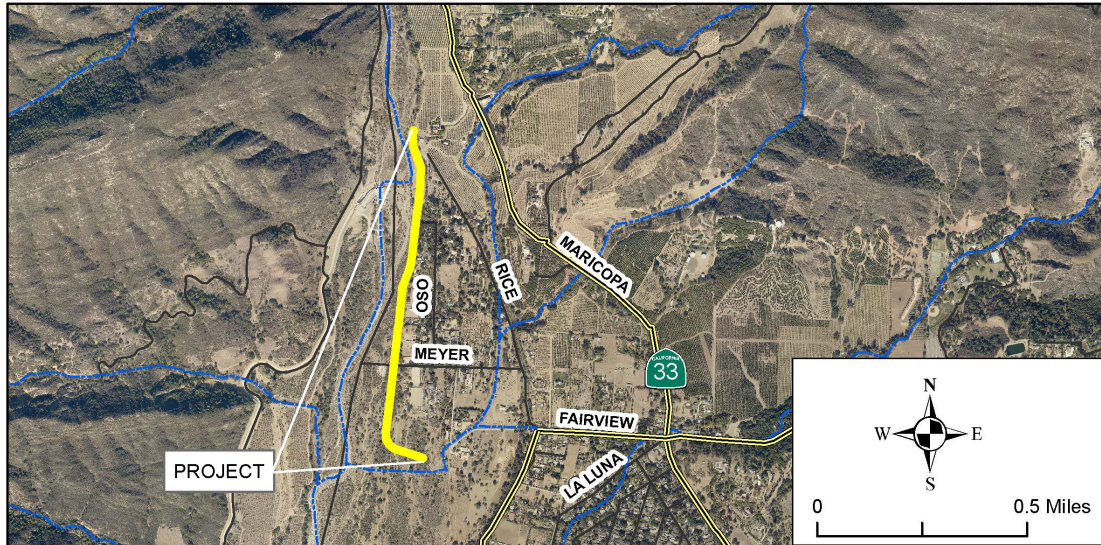 MARICOPA
RICE
OSO
MEYER
CALIFORNIA
33
FAIRVIEW
LA LUNA
PROJECT
N
W E
S
0 0.5 Miles